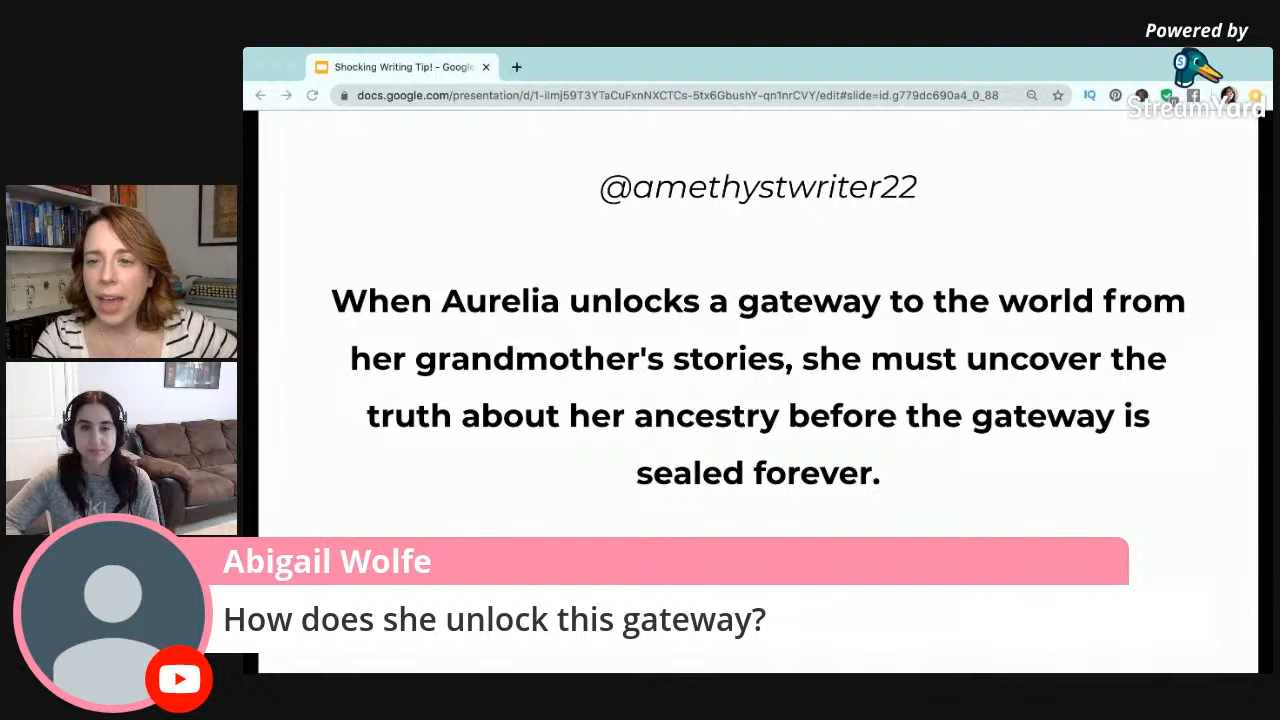 Powered by
StreamYard
Shocking Writing Tip! - Google
docs.google.com/presentation/d/1-iImj59T3YTaCuFxnNXCTCs-5tx6GbushY-qn1nrCVY/edit#slide=id.g779dc690a4_0_88
@amethystwriter22
When Aurelia unlocks a gateway to the world from
her grandmother's stories, she must uncover the
truth about her ancestry before the gateway is
sealed forever.
Abigail Wolfe
How does she unlock this gateway?